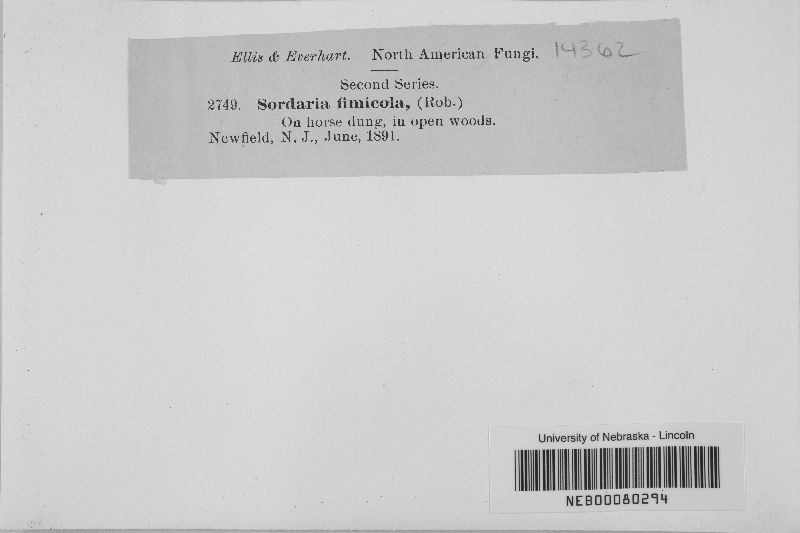 Ellis & Everhart. North American Fungi. 14362
Second Series.
2749. Sordaria fimicola, (Rob.)
On horse dung, in open woods.
Newfield, N. J., June, 1891.
University of Nebraska - Lincoln
NEB00080294